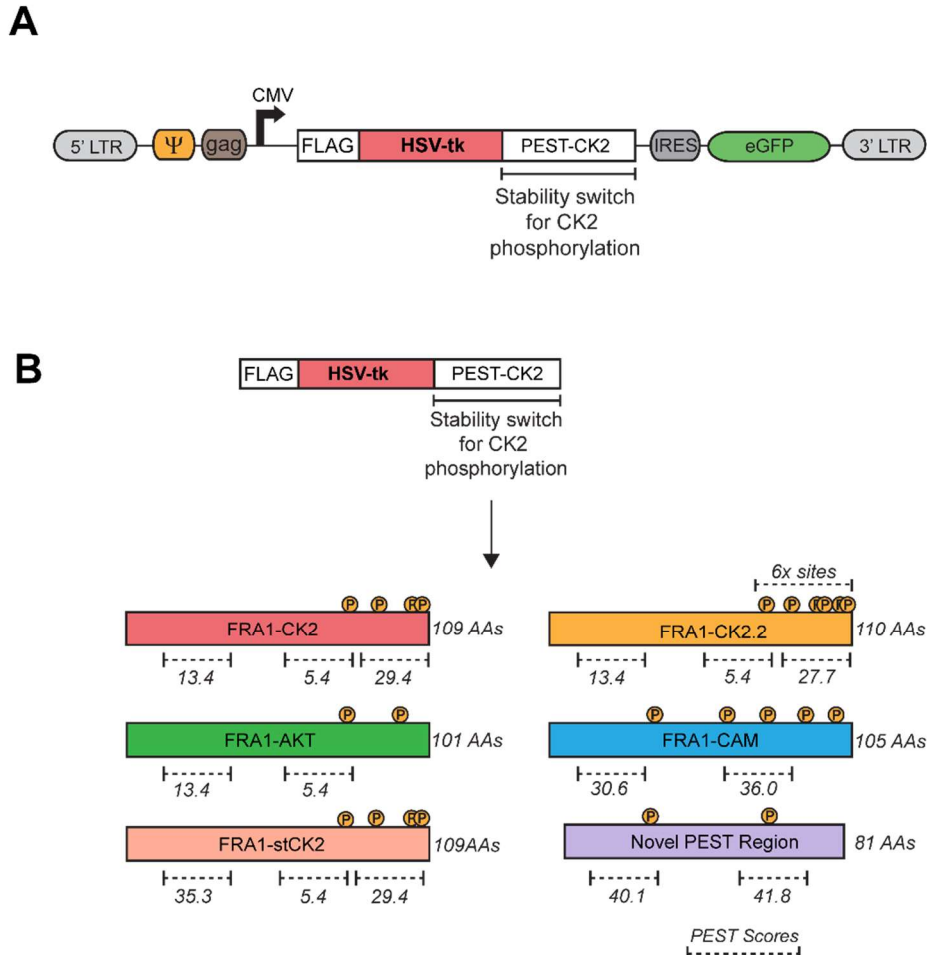 A
CMV
5' LTR
Ψ
gag
FLAG
HSV-tk
PEST-CK2
IRES
eGFP
3' LTR
Stability switch
for CK2
phosphorylation
B
FLAG
HSV-tk
PEST-CK2
Stability switch
for CK2
phosphorylation
6x sites
P P P P
FRA1-CK2
109 AAs
13.4
5.4
29.4
P P P P P P
FRA1-CK2.2
110 AAs
13.4
5.4
27.7
P P
FRA1-AKT
101 AAs
13.4
5.4
P P P P P
FRA1-CAM
105 AAs
30.6
36.0
P P P P
FRA1-stCK2
109AAs
35.3
5.4
29.4
P P
Novel PEST Region
81 AAs
40.1
41.8
PEST Scores